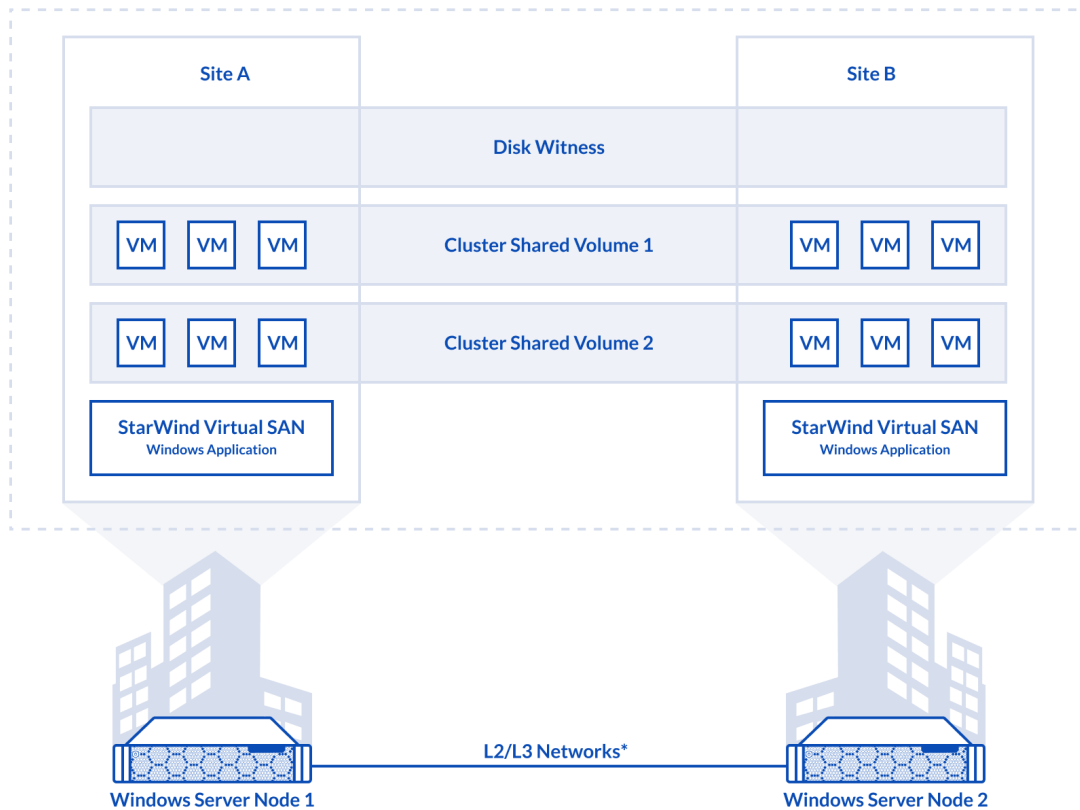 Site A
Site B
Disk Witness
VM VM VM Cluster Shared Volume 1 VM VM VM
VM VM VM Cluster Shared Volume 2 VM VM VM
StarWind Virtual SAN
Windows Application
StarWind Virtual SAN
Windows Application
L2/L3 Networks*
Windows Server Node 1
Windows Server Node 2